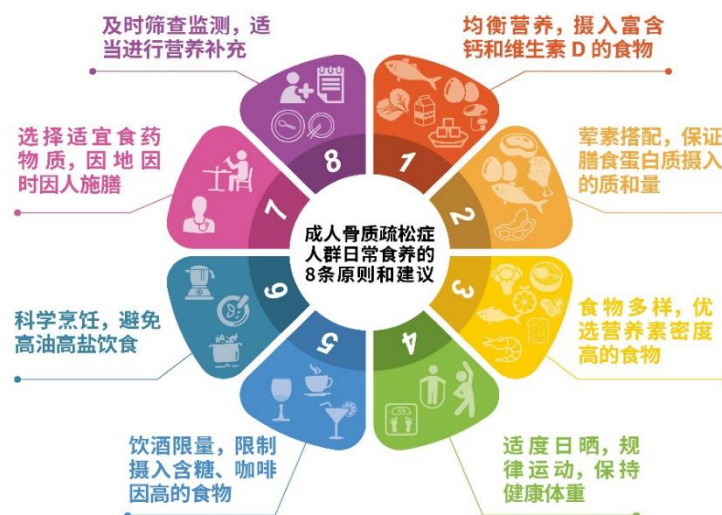 成人骨质疏松症
人群日常食养的
8条原则和建议
1
均衡营养，摄入富含
钙和维生素 D 的食物
2
荤素搭配，保证
膳食蛋白质摄入
的质和量
3
食物多样，优
选营养素密度
高的食物
4
适度日晒，规
律运动，保持
健康体重
5
饮酒限量，限制
摄入含糖、咖啡
因高的食物
6
科学烹饪，避免
高油高盐饮食
7
选择适宜食药
物质，因地因
时因人施膳
8
及时筛查监测，适
当进行营养补充